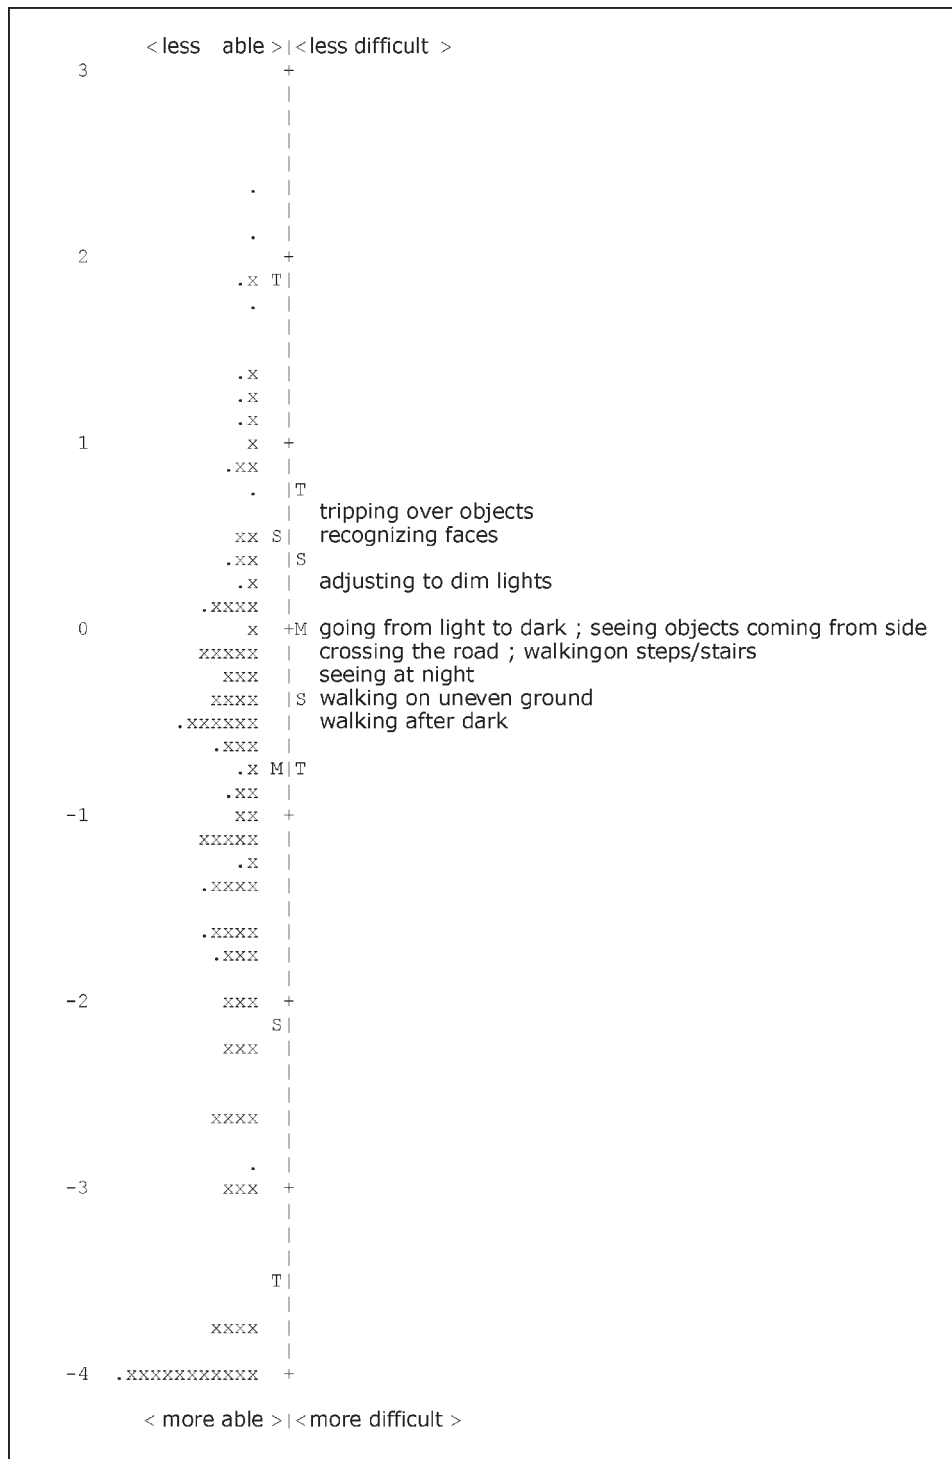 <less able >|<less difficult >
3 +
|
|
|
|
. |
|
. |
2 +
.x T|
. |
|
|
.x |
.x |
.x |
1 x +
.xx |
. |T
| tripping over objects
xx S| recognizing faces
.xx |S
.x | adjusting to dim lights
.xxxx |
0 x +M going from light to dark ; seeing objects coming from side
xxxxx | crossing the road ; walkingon steps/stairs
xxx | seeing at night
xxxx |S walking on uneven ground
.xxxxxx | walking after dark
.xxx |
.x M|T
.xx |
-1 xx +
xxxxx |
.x |
.xxxx |
|
.xxxx |
.xxx |
|
-2 xxx +
S|
xxx |
|
|
xxxx |
|
. |
-3 xxx +
|
|
|
T|
|
xxxx |
|
-4 .xxxxxxxxxxx +
< more able >|<more difficult >